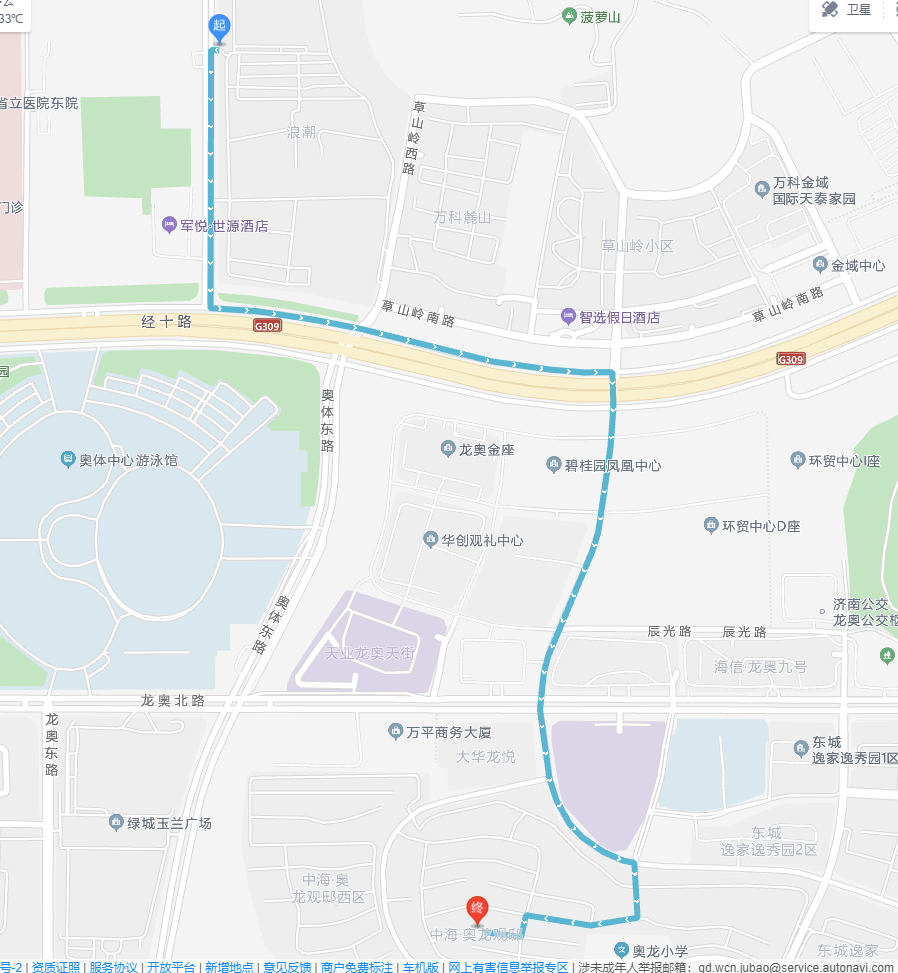 33℃
起
菠萝山
卫星
省立医院东院
草山岭西路
浪潮
门诊
万科金域
国际天泰家园
军悦·世源酒店
万科麓山
草山岭小区
金域中心
草山岭南路
草山岭南路
智选假日酒店
经十路
G309
G309
园
奥体东路
奥体中心游泳馆
龙奥金座
碧桂园凤凰中心
环贸中心I座
环贸中心D座
华创观礼中心
奥体东路
济南公交
龙奥公交枢
辰光路
辰光路
天业龙奥天街
海信·龙奥九号
龙奥北路
龙奥东路
万平商务大厦
大华龙悦
东城
逸家逸秀园1区
绿城玉兰广场
东城
逸家逸秀园2区
中海·奥
龙观邸西区
终
中海·奥龙观邸
奥龙小学
东城逸家
号-2 | 资质证照 | 服务协议 | 开放平台 | 新增地点 | 意见反馈 | 商户免费标注 | 车机版 | 网上有害信息举报专区 | 涉未成年人举报邮箱：gd.wcn.jubao@service.autonavi.com